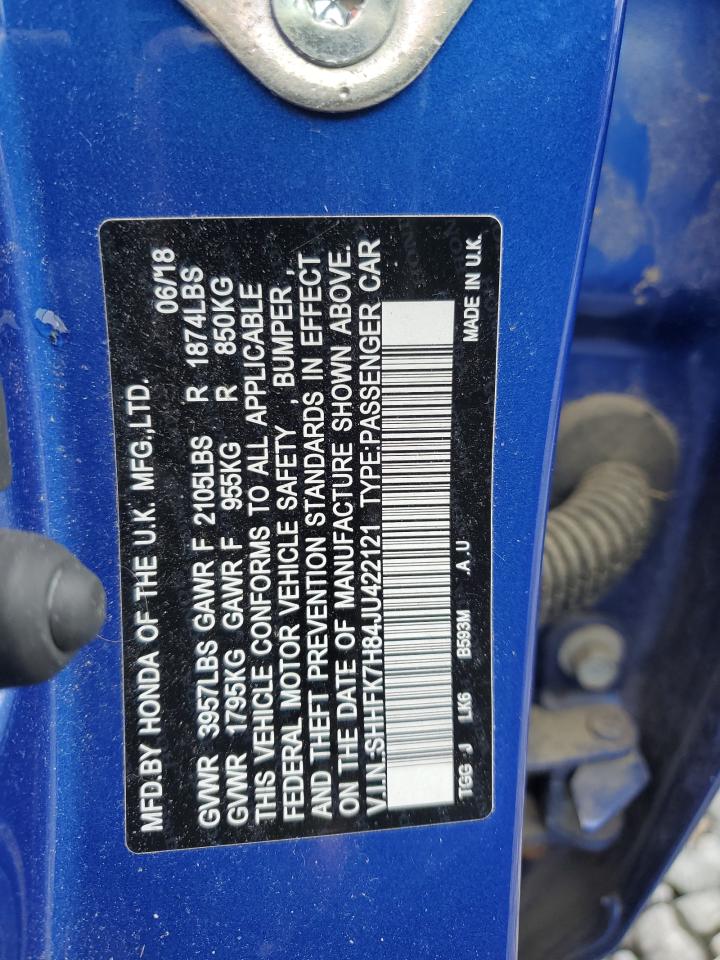 MFD.BY HONDA OF THE U.K. MFG.,LTD. 06/18
GVWR 3957LBS GAWR F 2105LBS R 1874LBS
GVWR 1795KG GAWR F 955KG R 850KG
THIS VEHICLE CONFORMS TO ALL APPLICABLE
FEDERAL MOTOR VEHICLE SAFETY , BUMPER ,
AND THEFT PREVENTION STANDARDS IN EFFECT
ON THE DATE OF MANUFACTURE SHOWN ABOVE.
V.I.N:SHHFK7H84JU422121 TYPE:PASSENGER CAR
TGG - J LK6 B593M .A .U MADE IN U.K.